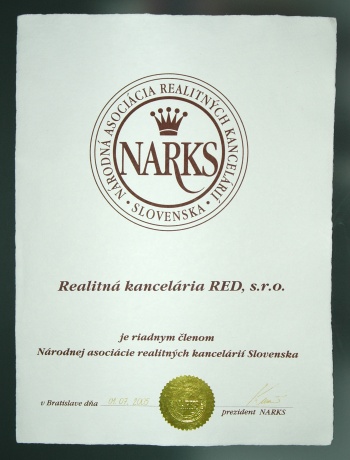 NÁRODNÁ ASOCIÁCIA REALITNÝCH KANCELÁRIÍ
NARKS
• SLOVENSKA •
Realitná kancelária RED, s.r.o.
je riadnym členom
Národnej asociácie realitných kancelárií Slovenska
v Bratislave dňa
prezident NARKS